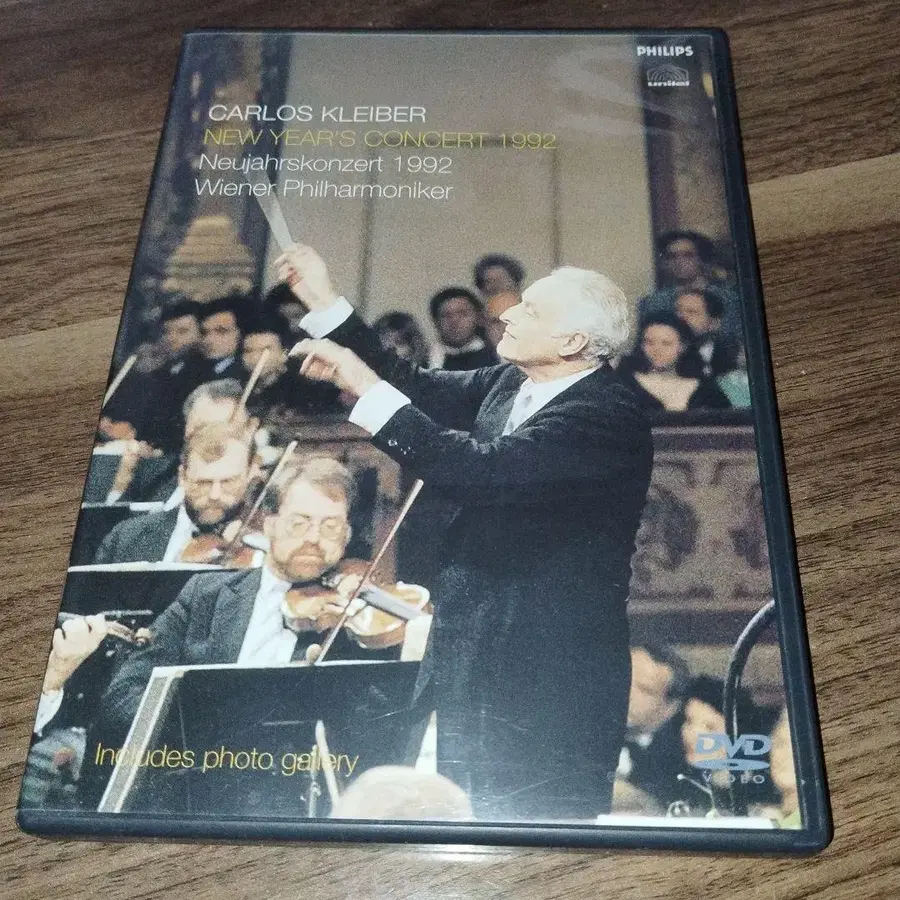 PHILIPS
unitel
CARLOS KLEIBER
NEW YEAR'S CONCERT 1992
Neujahrskonzert 1992
Wiener Philharmoniker
Includes photo gallery
DVD
VIDEO